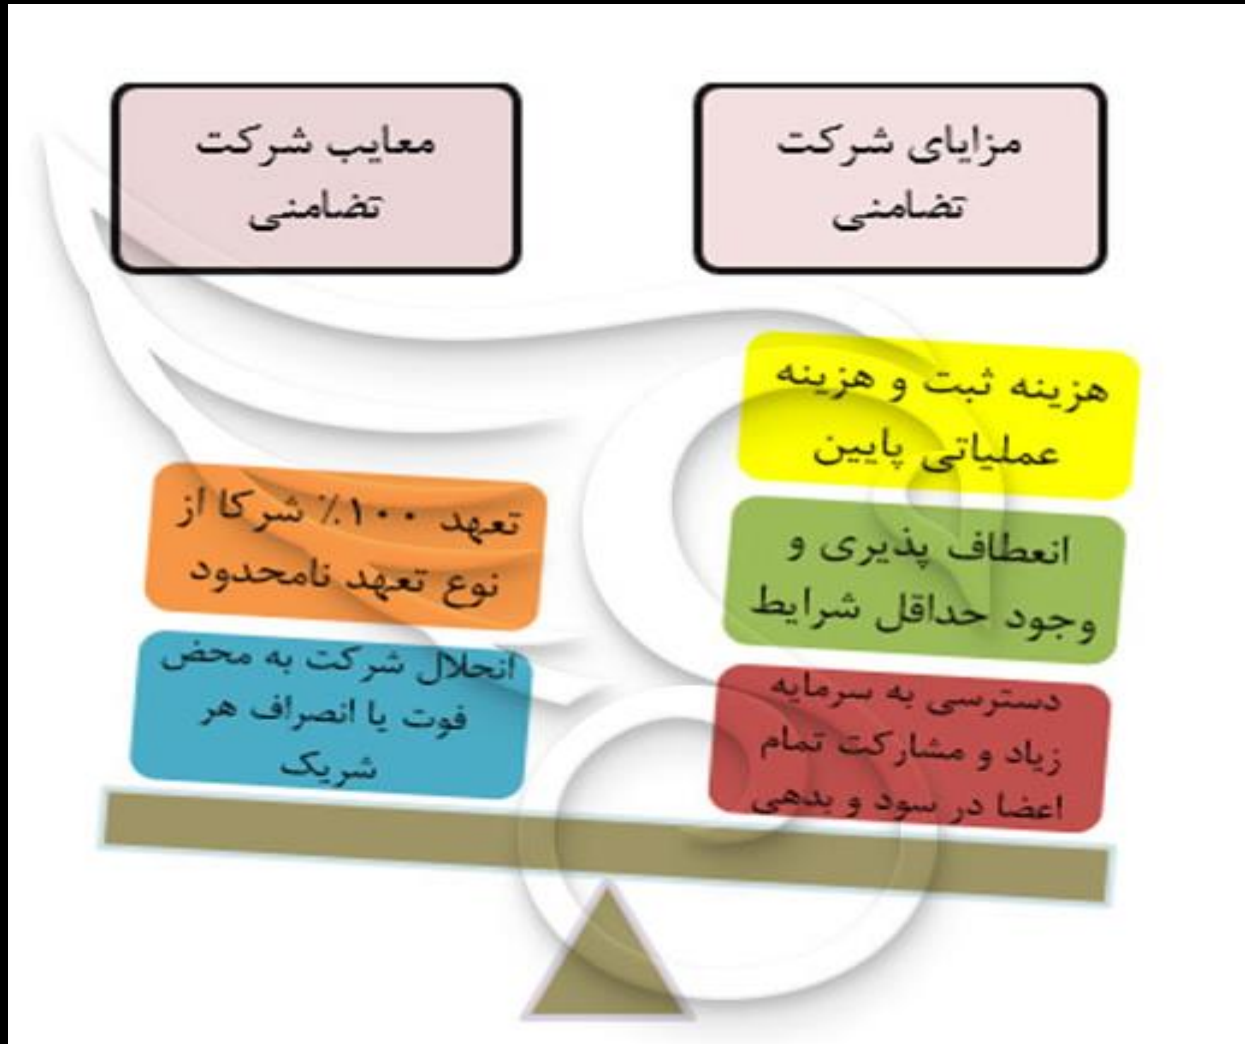 مزایای شرکت
تضامنی
هزینه ثبت و هزینه
عملیاتی پایین
انعطاف پذیری و
وجود حداقل شرایط
دسترسی به سرمایه
زیاد و مشارکت تمام
اعضا در سود و بدهی
معایب شرکت
تضامنی
تعهد ۱۰۰٪ شرکا از
نوع تعهد نامحدود
انحلال شرکت به محض
فوت یا انصراف هر
شریک